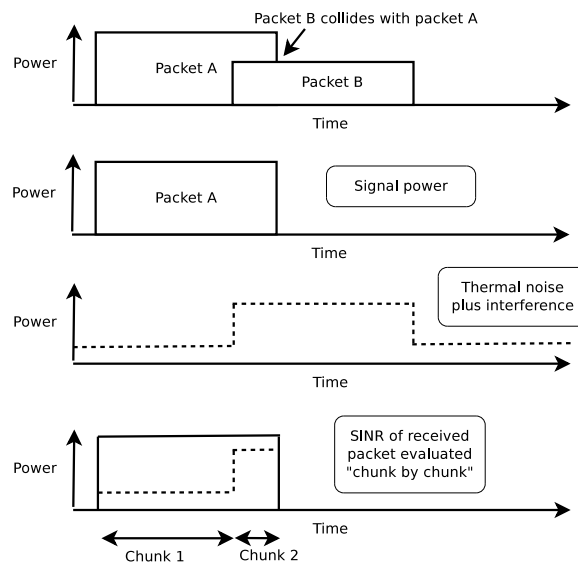 Packet B collides with packet A
Power
Packet A
Packet B
Time
Power
Packet A
Signal power
Time
Power
Thermal noise
plus interference
Time
Power
SINR of received
packet evaluated
"chunk by chunk"
Time
Chunk 1
Chunk 2